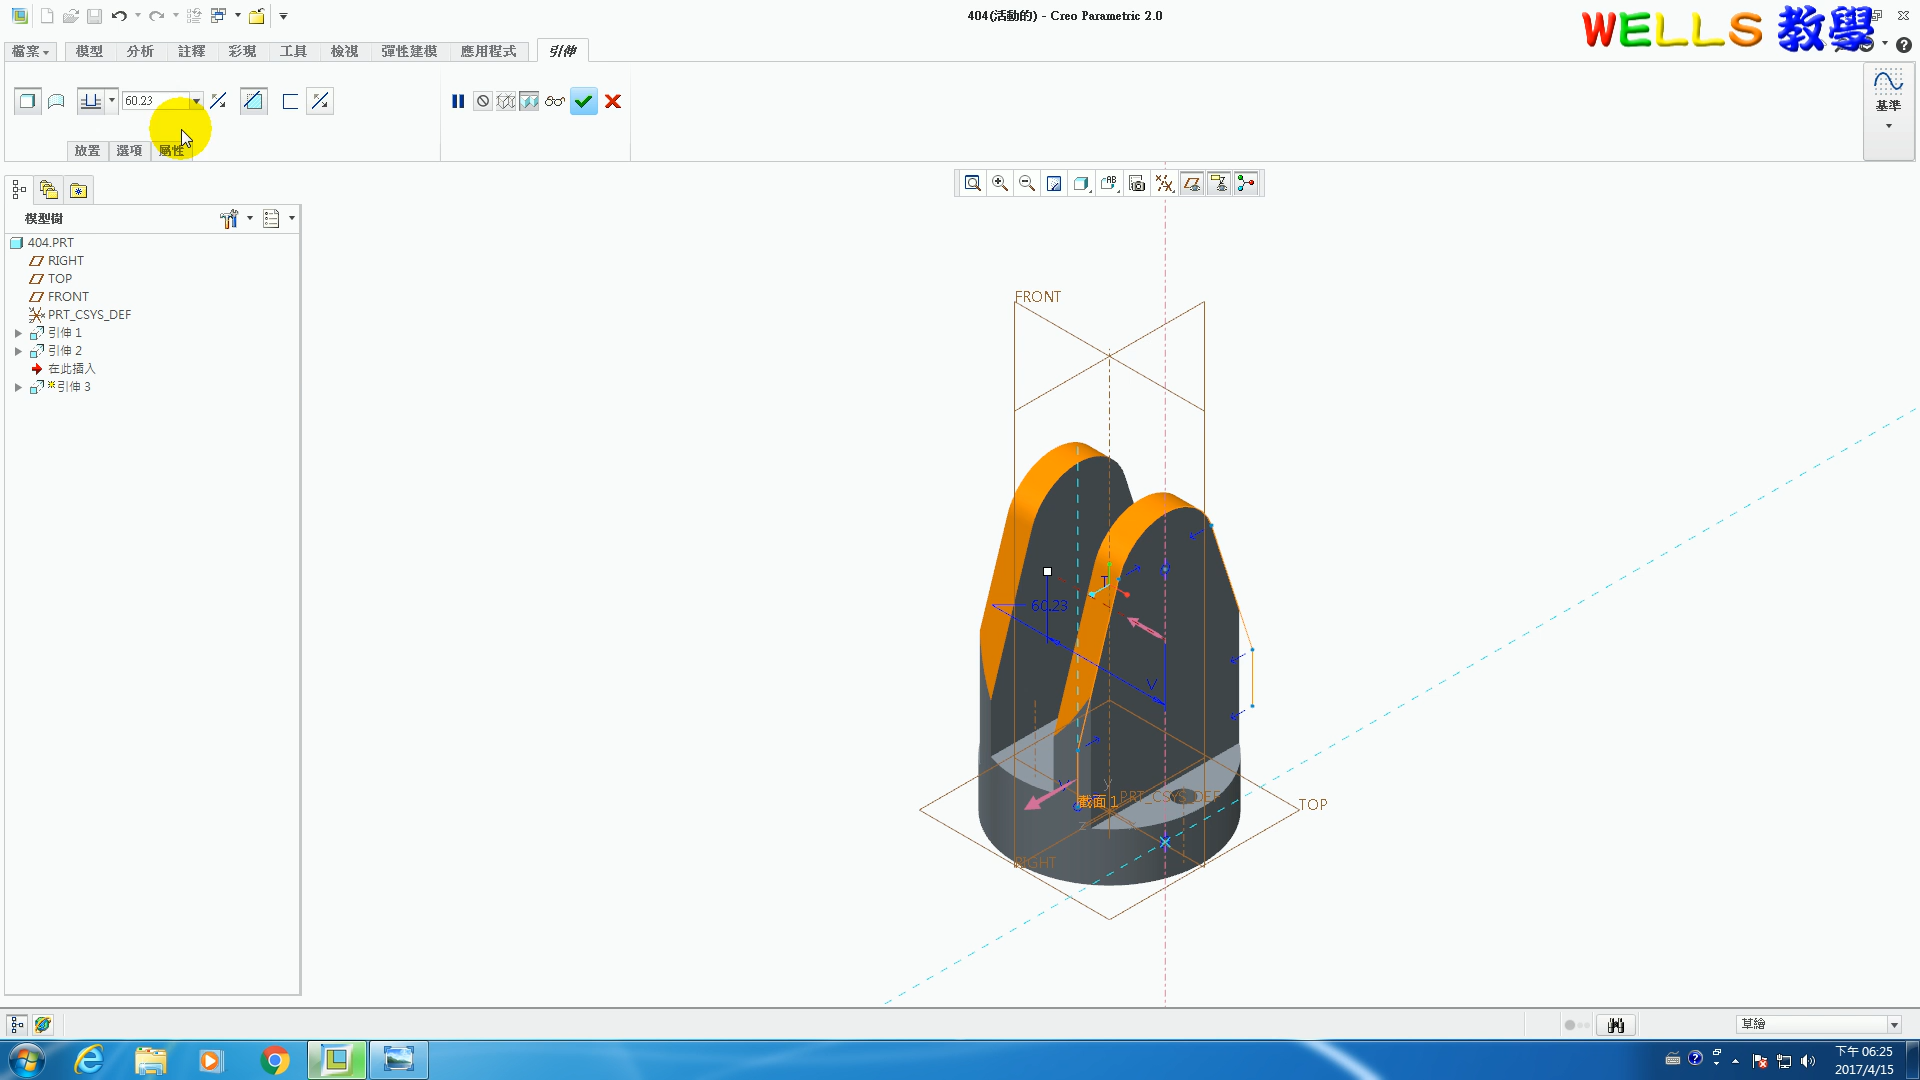 404(活動的) - Creo Parametric 2.0
WELLS 教學
檔案 模型 分析 註釋 彩現 工具 檢視 彈性建模 應用程式 引伸
60.23
放置 選項 屬性
基準
模型樹
404.PRT
RIGHT
TOP
FRONT
PRT_CSYS_DEF
引伸 1
引伸 2
在此插入
引伸 3
FRONT
T
60.23
V
V
y
截面 1
PRT_CSYS_DEF
Z
TOP
RIGHT
草繪
下午 06:25
2017/4/15